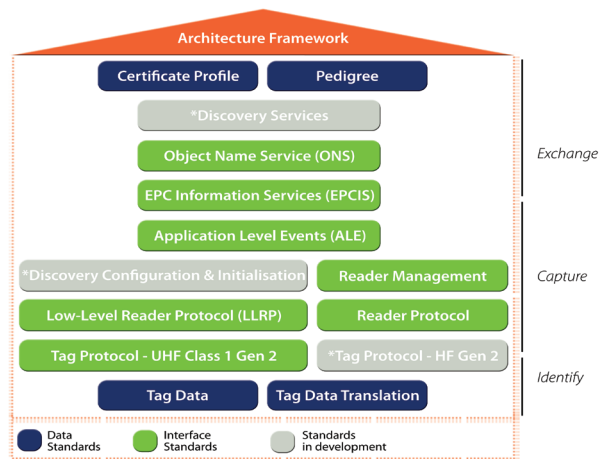 Architecture Framework
Certificate Profile
Pedigree
*Discovery Services
Object Name Service (ONS)
Exchange
EPC Information Services (EPCIS)
Application Level Events (ALE)
*Discovery Configuration & Initialisation
Reader Management
Capture
Low-Level Reader Protocol (LLRP)
Reader Protocol
Tag Protocol - UHF Class 1 Gen 2
*Tag Protocol - HF Gen 2
Identify
Tag Data
Tag Data Translation
Data
Standards
Interface
Standards
Standards
in development